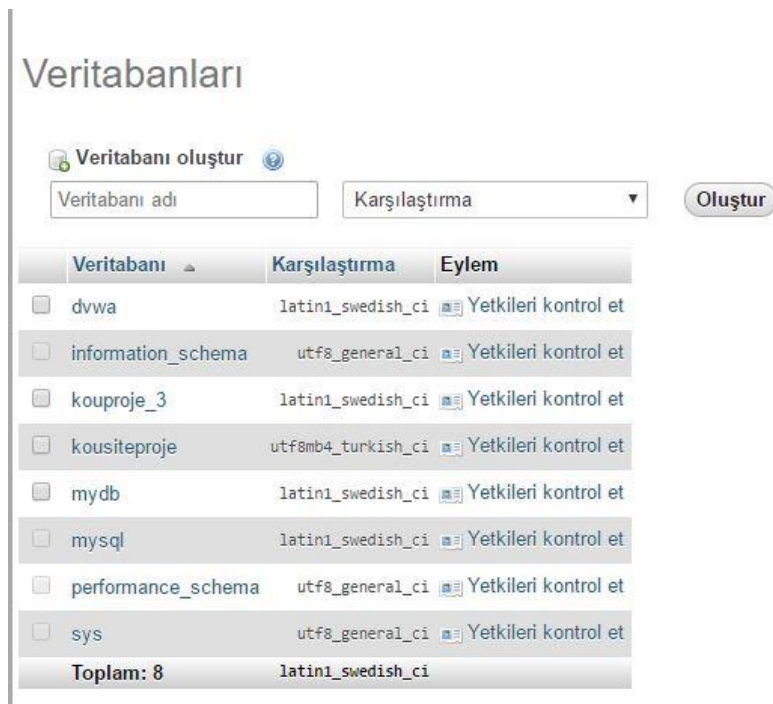 Veritabanları
Veritabanı oluştur
Veritabanı adı Karşılaştırma Oluştur
Veritabanı Karşılaştırma Eylem
dvwa latin1_swedish_ci Yetkileri kontrol et
information_schema utf8_general_ci Yetkileri kontrol et
kouproje_3 latin1_swedish_ci Yetkileri kontrol et
kousiteproje utf8mb4_turkish_ci Yetkileri kontrol et
mydb latin1_swedish_ci Yetkileri kontrol et
mysql latin1_swedish_ci Yetkileri kontrol et
performance_schema utf8_general_ci Yetkileri kontrol et
sys utf8_general_ci Yetkileri kontrol et
Toplam: 8 latin1_swedish_ci